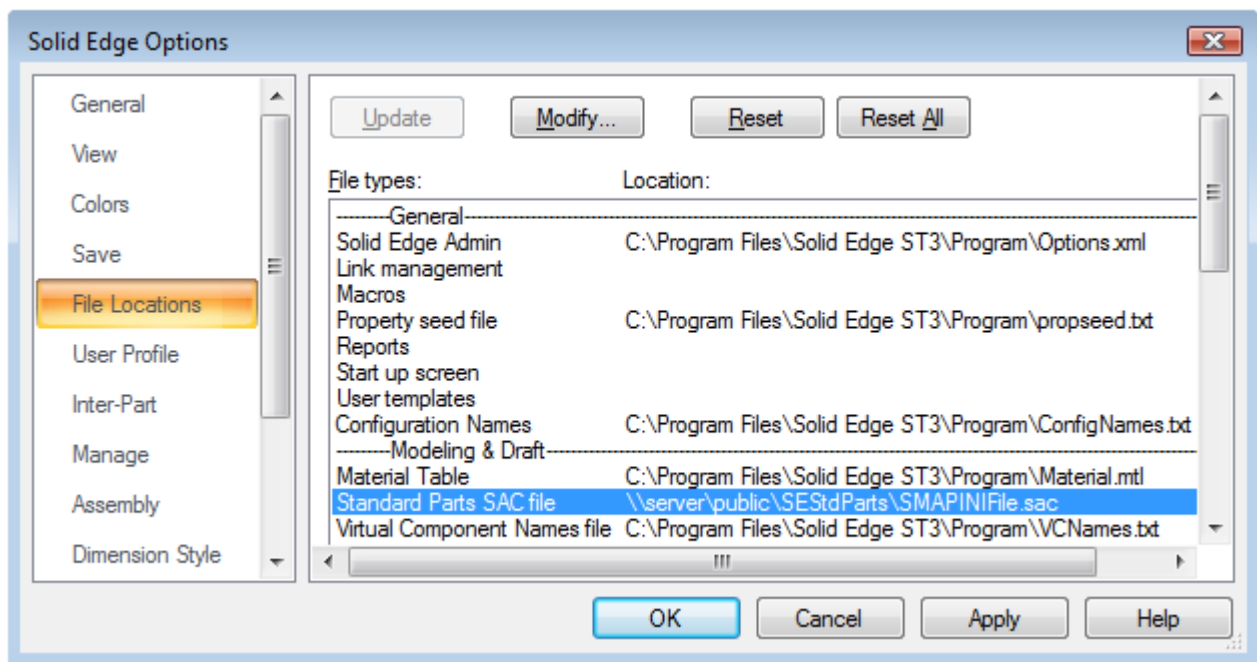 Solid Edge Options
General
View
Colors
Save
File Locations
User Profile
Inter-Part
Manage
Assembly
Dimension Style
Update Modify... Reset Reset All
File types: Location:
---------General---------
Solid Edge Admin C:\Program Files\Solid Edge ST3\Program\Options.xml
Link management
Macros
Property seed file C:\Program Files\Solid Edge ST3\Program\propseed.txt
Reports
Start up screen
User templates
Configuration Names C:\Program Files\Solid Edge ST3\Program\ConfigNames.txt
---------Modeling & Draft---------
Material Table C:\Program Files\Solid Edge ST3\Program\Material.mtl
Standard Parts SAC file \\server\public\SEStdParts\SMAPINIFile.sac
Virtual Component Names file C:\Program Files\Solid Edge ST3\Program\VCNames.txt
OK Cancel Apply Help